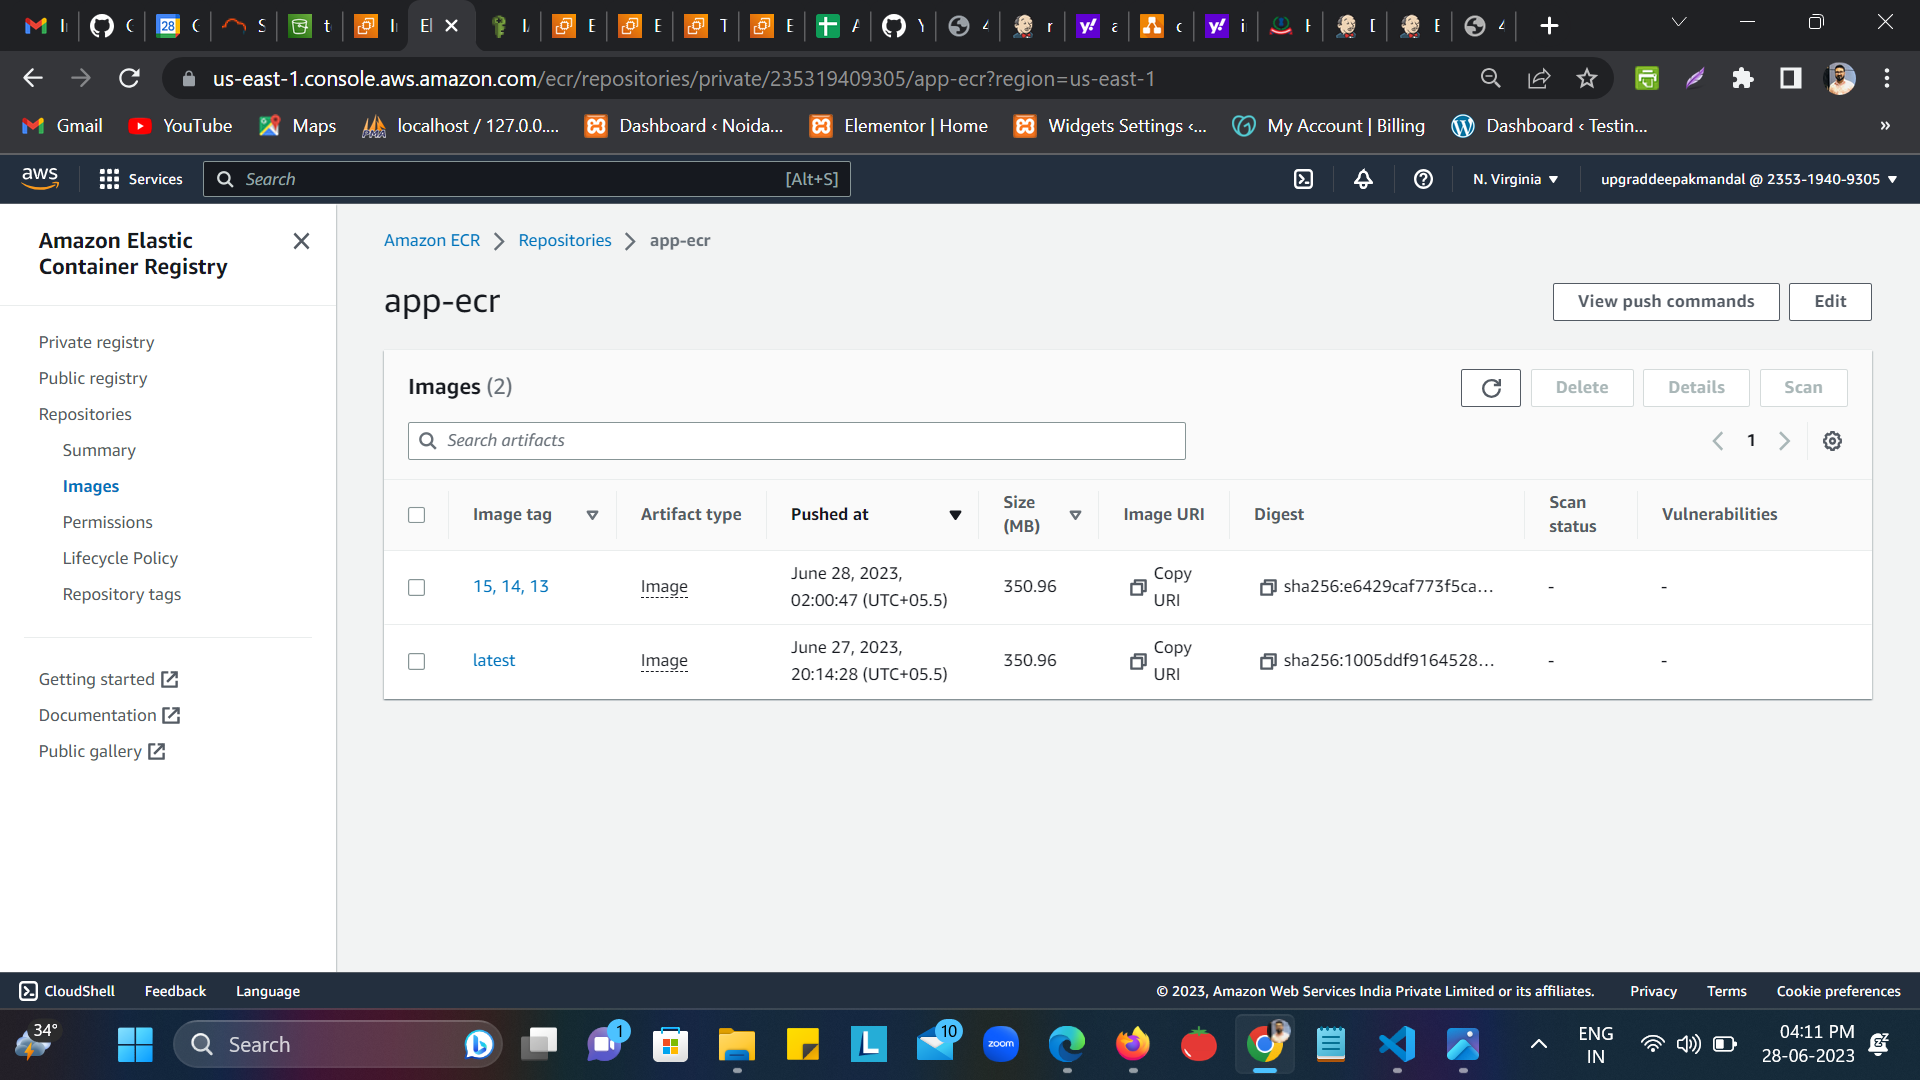 us-east-1.console.aws.amazon.com/ecr/repositories/private/235319409305/app-ecr?region=us-east-1
Gmail
YouTube
Maps
localhost / 127.0.0....
Dashboard ‹ Noida...
Elementor | Home
Widgets Settings ‹...
My Account | Billing
Dashboard ‹ Testin...
»
aws
Services
Search
[Alt+S]
N. Virginia
upgraddeepakmandal @ 2353-1940-9305
Amazon Elastic
Container Registry
Private registry
Public registry
Repositories
Summary
Images
Permissions
Lifecycle Policy
Repository tags
Getting started
Documentation
Public gallery
Amazon ECR
Repositories
app-ecr
app-ecr
View push commands
Edit
Images (2)
Delete
Details
Scan
Search artifacts
1
Image tag
Artifact type
Pushed at
Size
(MB)
Image URI
Digest
Scan
status
Vulnerabilities
15, 14, 13
Image
June 28, 2023,
02:00:47 (UTC+05.5)
350.96
Copy
URI
sha256:e6429caf773f5ca...
-
-
latest
Image
June 27, 2023,
20:14:28 (UTC+05.5)
350.96
Copy
URI
sha256:1005ddf9164528...
-
-
CloudShell
Feedback
Language
© 2023, Amazon Web Services India Private Limited or its affiliates.
Privacy
Terms
Cookie preferences
34°
Search
1
10
zoom
ENG
IN
04:11 PM
28-06-2023